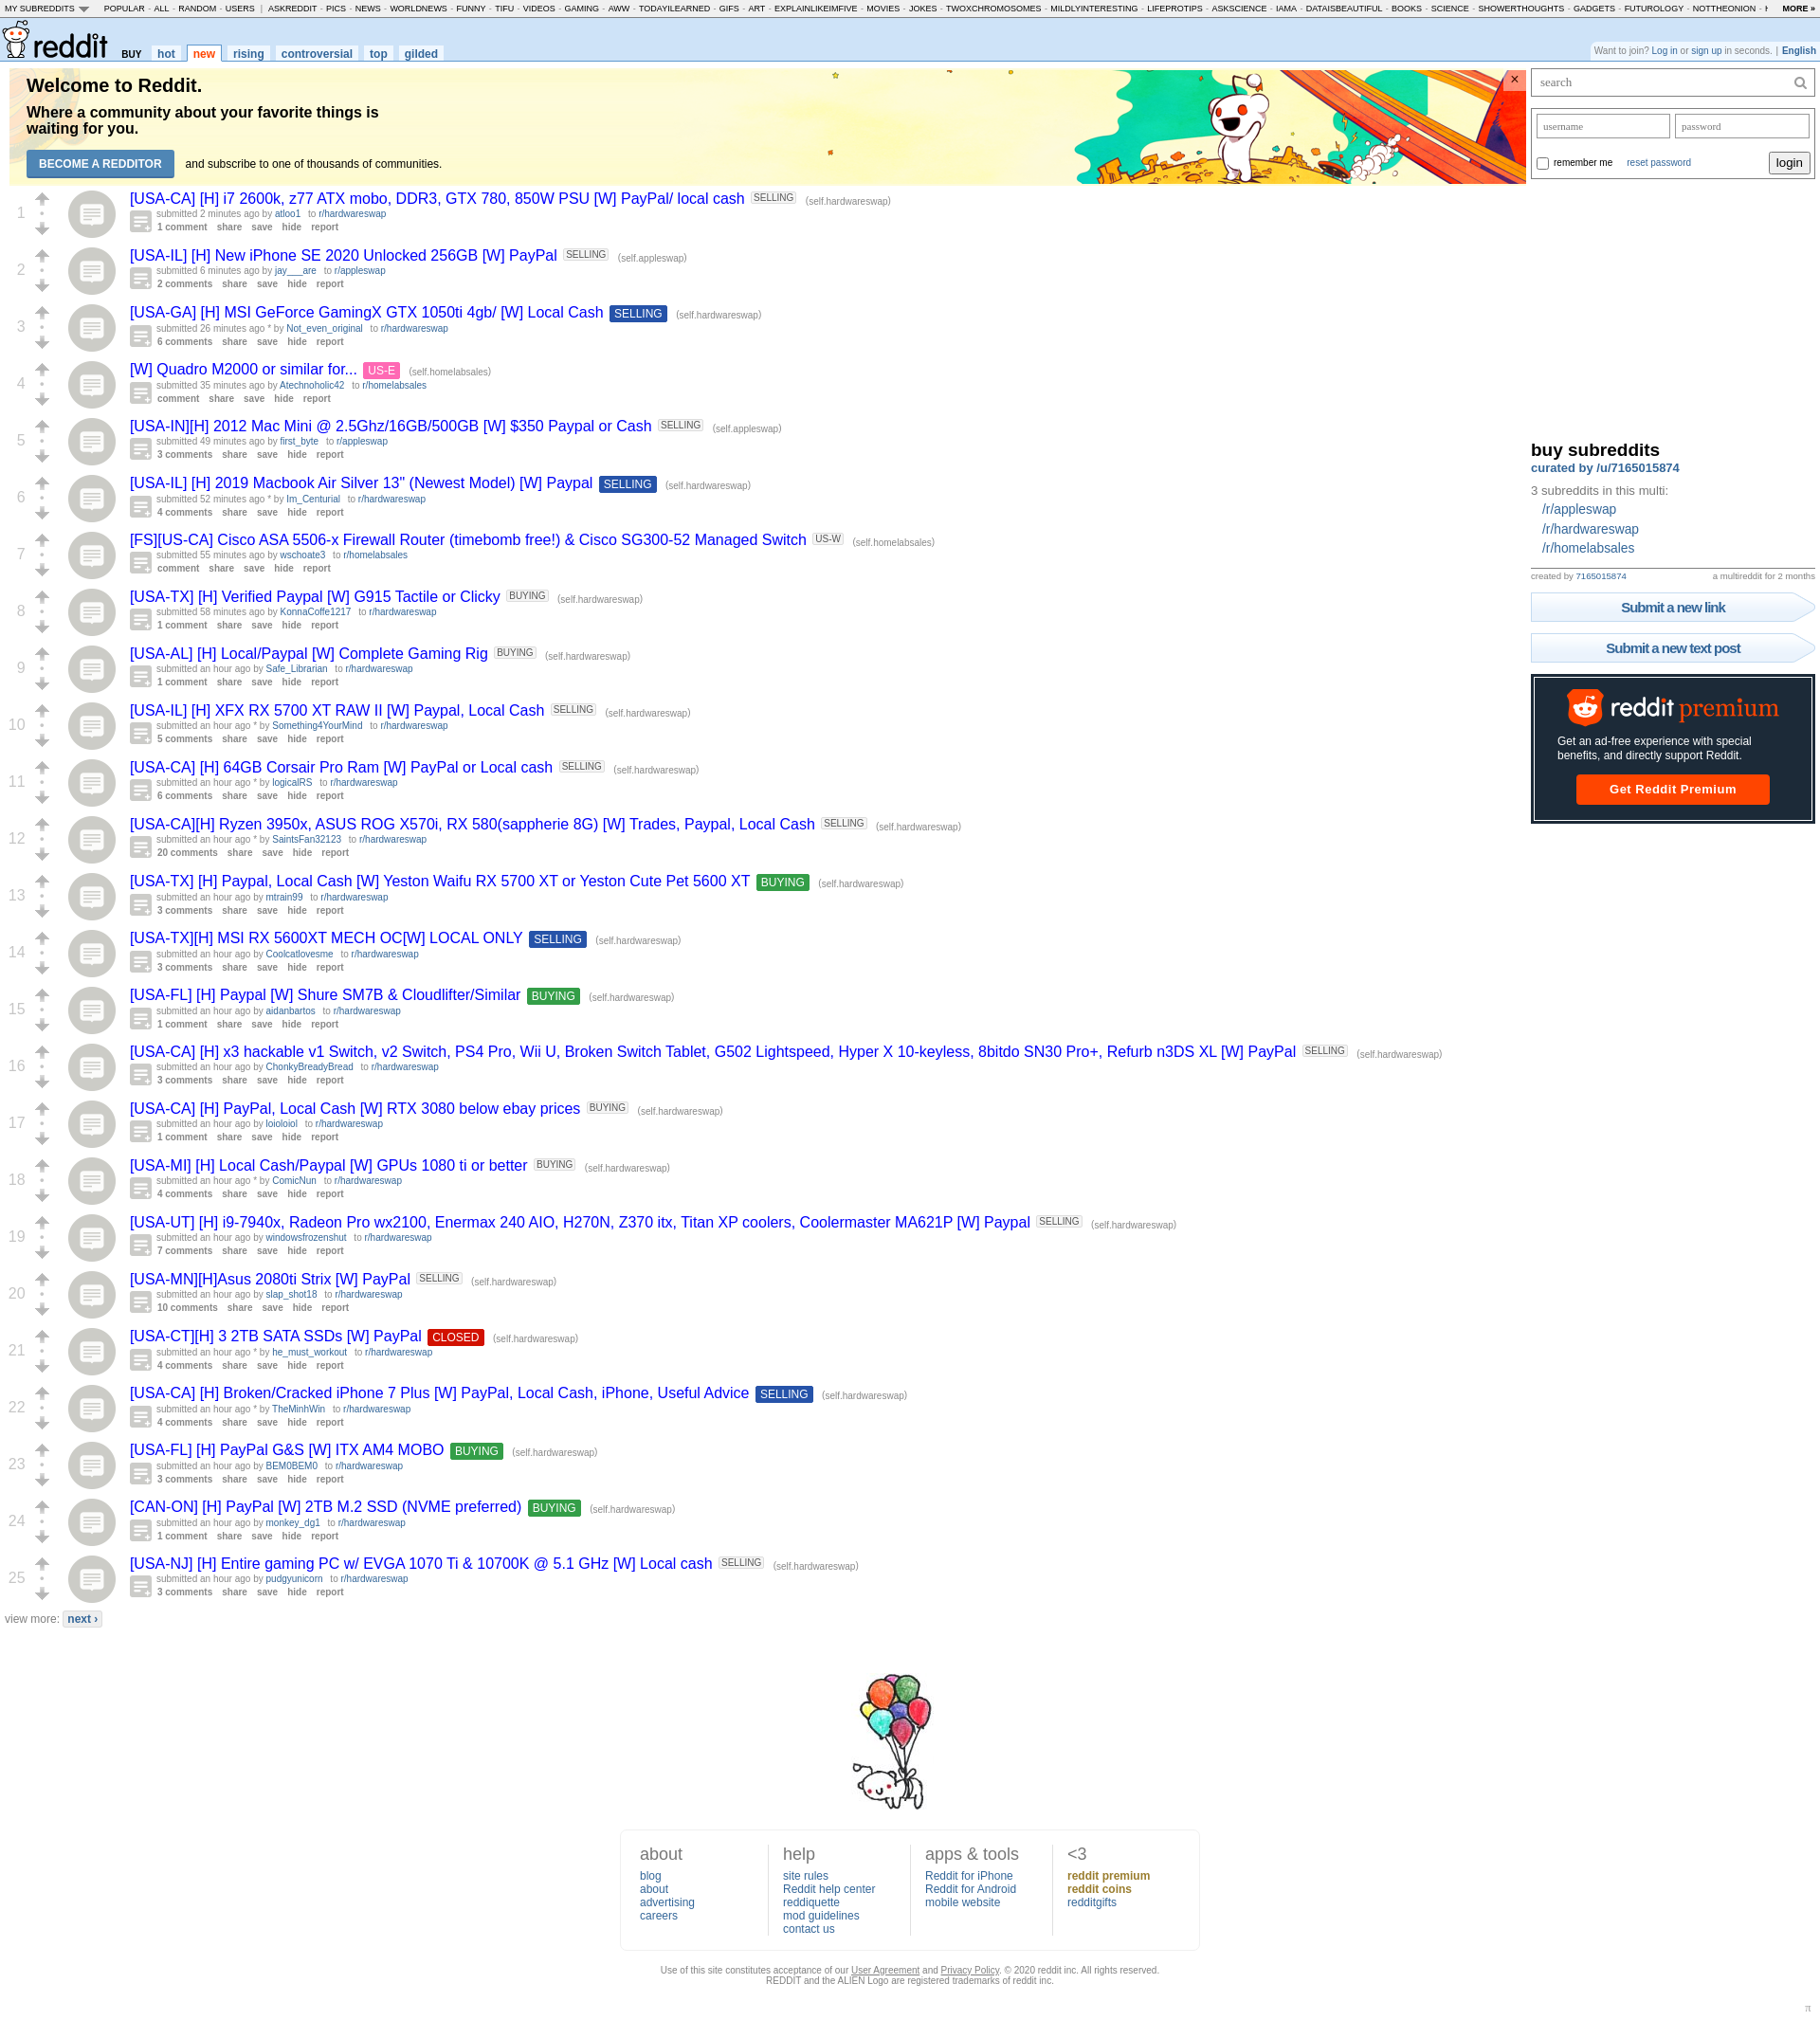 MY SUBREDDITS POPULAR - ALL - RANDOM - USERS | ASKREDDIT - PICS - NEWS - WORLDNEWS - FUNNY - TIFU - VIDEOS - GAMING - AWW - TODAYILEARNED - GIFS - ART - EXPLAINLIKEIMFIVE - MOVIES - JOKES - TWOXCHROMOSOMES - MILDLYINTERESTING - LIFEPROTIPS - ASKSCIENCE - IAMA - DATAISBEAUTIFUL - BOOKS - SCIENCE - SHOWERTHOUGHTS - GADGETS - FUTUROLOGY - NOTTHEONION - MORE »
reddit BUY hot new rising controversial top gilded
Want to join? Log in or sign up in seconds. | English
Welcome to Reddit.
Where a community about your favorite things is
waiting for you.
BECOME A REDDITOR and subscribe to one of thousands of communities.
×
search
username password
remember me reset password login
1 [USA-CA] [H] i7 2600k, z77 ATX mobo, DDR3, GTX 780, 850W PSU [W] PayPal/ local cash SELLING (self.hardwareswap)
submitted 2 minutes ago by atloo1 to r/hardwareswap
1 comment share save hide report
2 [USA-IL] [H] New iPhone SE 2020 Unlocked 256GB [W] PayPal SELLING (self.appleswap)
submitted 6 minutes ago by jay___are to r/appleswap
2 comments share save hide report
3 [USA-GA] [H] MSI GeForce GamingX GTX 1050ti 4gb/ [W] Local Cash SELLING (self.hardwareswap)
submitted 26 minutes ago * by Not_even_original to r/hardwareswap
6 comments share save hide report
4 [W] Quadro M2000 or similar for... US-E (self.homelabsales)
submitted 35 minutes ago by Atechnoholic42 to r/homelabsales
comment share save hide report
5 [USA-IN][H] 2012 Mac Mini @ 2.5Ghz/16GB/500GB [W] $350 Paypal or Cash SELLING (self.appleswap)
submitted 49 minutes ago by first_byte to r/appleswap
3 comments share save hide report
6 [USA-IL] [H] 2019 Macbook Air Silver 13" (Newest Model) [W] Paypal SELLING (self.hardwareswap)
submitted 52 minutes ago * by Im_Centurial to r/hardwareswap
4 comments share save hide report
7 [FS][US-CA] Cisco ASA 5506-x Firewall Router (timebomb free!) & Cisco SG300-52 Managed Switch US-W (self.homelabsales)
submitted 55 minutes ago by wschoate3 to r/homelabsales
comment share save hide report
8 [USA-TX] [H] Verified Paypal [W] G915 Tactile or Clicky BUYING (self.hardwareswap)
submitted 58 minutes ago by KonnaCoffe1217 to r/hardwareswap
1 comment share save hide report
9 [USA-AL] [H] Local/Paypal [W] Complete Gaming Rig BUYING (self.hardwareswap)
submitted an hour ago by Safe_Librarian to r/hardwareswap
1 comment share save hide report
10 [USA-IL] [H] XFX RX 5700 XT RAW II [W] Paypal, Local Cash SELLING (self.hardwareswap)
submitted an hour ago * by Something4YourMind to r/hardwareswap
5 comments share save hide report
11 [USA-CA] [H] 64GB Corsair Pro Ram [W] PayPal or Local cash SELLING (self.hardwareswap)
submitted an hour ago * by logicalRS to r/hardwareswap
6 comments share save hide report
12 [USA-CA][H] Ryzen 3950x, ASUS ROG X570i, RX 580(sappherie 8G) [W] Trades, Paypal, Local Cash SELLING (self.hardwareswap)
submitted an hour ago * by SaintsFan32123 to r/hardwareswap
20 comments share save hide report
13 [USA-TX] [H] Paypal, Local Cash [W] Yeston Waifu RX 5700 XT or Yeston Cute Pet 5600 XT BUYING (self.hardwareswap)
submitted an hour ago by mtrain99 to r/hardwareswap
3 comments share save hide report
14 [USA-TX][H] MSI RX 5600XT MECH OC[W] LOCAL ONLY SELLING (self.hardwareswap)
submitted an hour ago by Coolcatlovesme to r/hardwareswap
3 comments share save hide report
15 [USA-FL] [H] Paypal [W] Shure SM7B & Cloudlifter/Similar BUYING (self.hardwareswap)
submitted an hour ago by aidanbartos to r/hardwareswap
1 comment share save hide report
16 [USA-CA] [H] x3 hackable v1 Switch, v2 Switch, PS4 Pro, Wii U, Broken Switch Tablet, G502 Lightspeed, Hyper X 10-keyless, 8bitdo SN30 Pro+, Refurb n3DS XL [W] PayPal SELLING (self.hardwareswap)
submitted an hour ago by ChonkyBreadyBread to r/hardwareswap
3 comments share save hide report
17 [USA-CA] [H] PayPal, Local Cash [W] RTX 3080 below ebay prices BUYING (self.hardwareswap)
submitted an hour ago by loioloiol to r/hardwareswap
1 comment share save hide report
18 [USA-MI] [H] Local Cash/Paypal [W] GPUs 1080 ti or better BUYING (self.hardwareswap)
submitted an hour ago * by ComicNun to r/hardwareswap
4 comments share save hide report
19 [USA-UT] [H] i9-7940x, Radeon Pro wx2100, Enermax 240 AIO, H270N, Z370 itx, Titan XP coolers, Coolermaster MA621P [W] Paypal SELLING (self.hardwareswap)
submitted an hour ago by windowsfrozenshut to r/hardwareswap
7 comments share save hide report
20 [USA-MN][H]Asus 2080ti Strix [W] PayPal SELLING (self.hardwareswap)
submitted an hour ago by slap_shot18 to r/hardwareswap
10 comments share save hide report
21 [USA-CT][H] 3 2TB SATA SSDs [W] PayPal CLOSED (self.hardwareswap)
submitted an hour ago * by he_must_workout to r/hardwareswap
4 comments share save hide report
22 [USA-CA] [H] Broken/Cracked iPhone 7 Plus [W] PayPal, Local Cash, iPhone, Useful Advice SELLING (self.hardwareswap)
submitted an hour ago * by TheMinhWin to r/hardwareswap
4 comments share save hide report
23 [USA-FL] [H] PayPal G&S [W] ITX AM4 MOBO BUYING (self.hardwareswap)
submitted an hour ago by BEM0BEM0 to r/hardwareswap
3 comments share save hide report
24 [CAN-ON] [H] PayPal [W] 2TB M.2 SSD (NVME preferred) BUYING (self.hardwareswap)
submitted an hour ago by monkey_dg1 to r/hardwareswap
1 comment share save hide report
25 [USA-NJ] [H] Entire gaming PC w/ EVGA 1070 Ti & 10700K @ 5.1 GHz [W] Local cash SELLING (self.hardwareswap)
submitted an hour ago by pudgyunicorn to r/hardwareswap
3 comments share save hide report
view more: next ›
buy subreddits
curated by /u/7165015874
3 subreddits in this multi:
/r/appleswap
/r/hardwareswap
/r/homelabsales
created by 7165015874 a multireddit for 2 months
Submit a new link
Submit a new text post
reddit premium
Get an ad-free experience with special
benefits, and directly support Reddit.
Get Reddit Premium
about
blog
about
advertising
careers
help
site rules
Reddit help center
reddiquette
mod guidelines
contact us
apps & tools
Reddit for iPhone
Reddit for Android
mobile website
<3
reddit premium
reddit coins
redditgifts
Use of this site constitutes acceptance of our User Agreement and Privacy Policy. © 2020 reddit inc. All rights reserved.
REDDIT and the ALIEN Logo are registered trademarks of reddit inc.
π